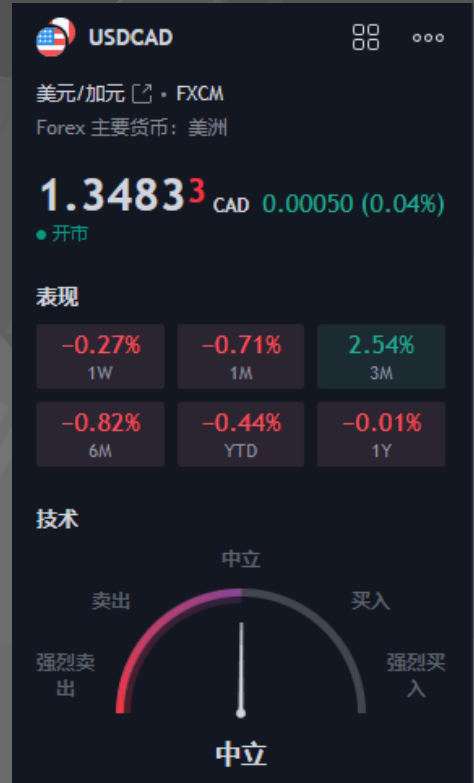 USDCAD
美元/加元 • FXCM
Forex 主要货币：美洲
1.34833 CAD 0.00050 (0.04%)
开市
表现
−0.27% −0.71% 2.54%
1W 1M 3M
−0.82% −0.44% −0.01%
6M YTD 1Y
技术
中立
卖出 买入
强烈卖 强烈买
出 入
中立